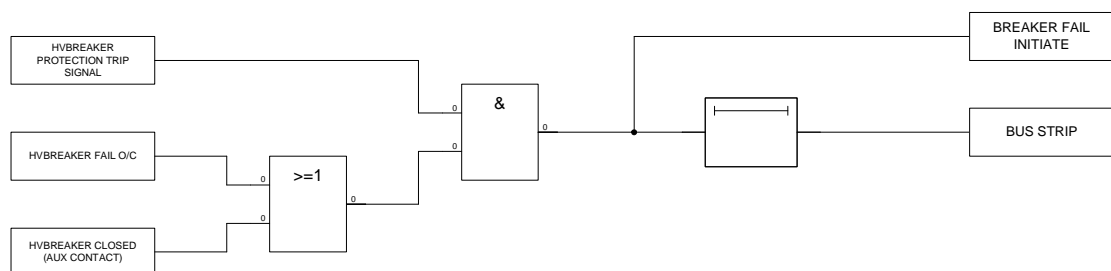 HVBREAKER
PROTECTION TRIP
SIGNAL
BREAKER FAIL
INITIATE
0
&
0
0
BUS STRIP
HVBREAKER FAIL O/C
0
>=1
0
0
HVBREAKER CLOSED
(AUX CONTACT)